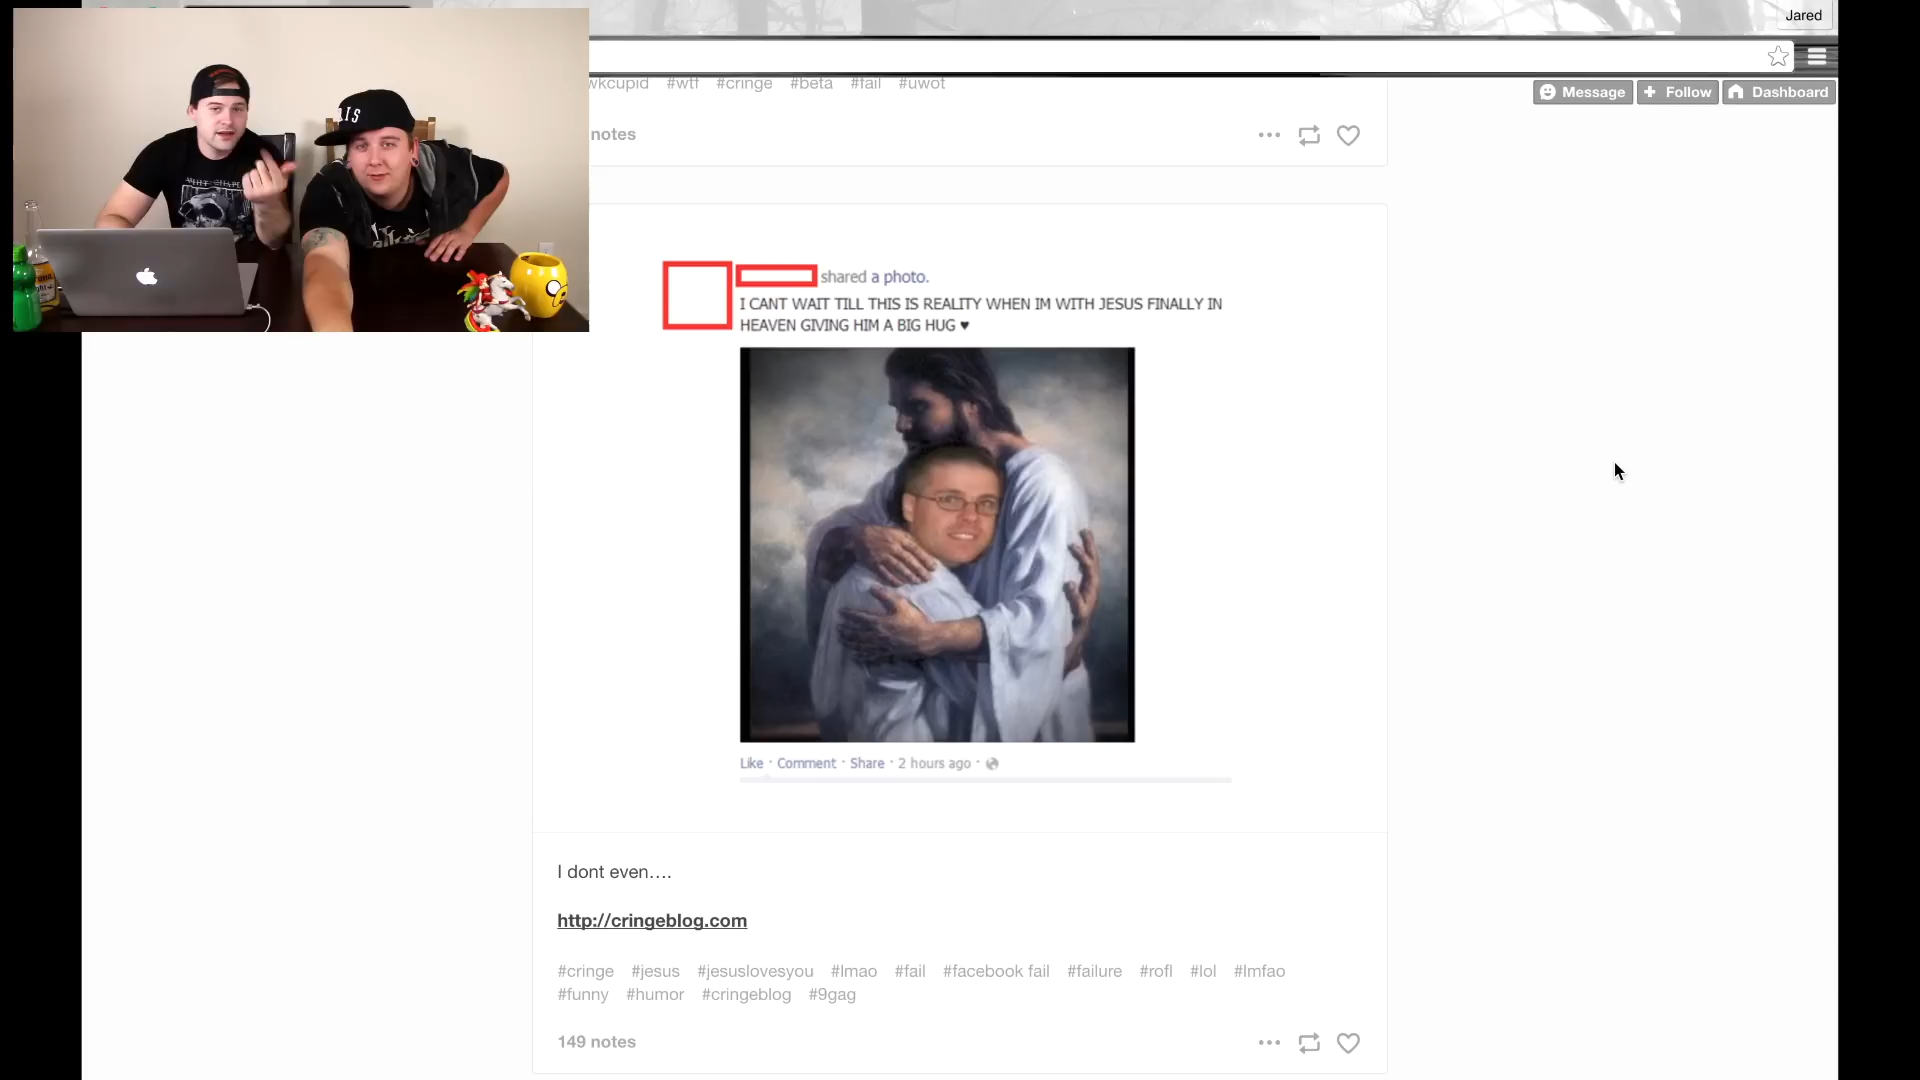 Jared
#wtf #cringe #beta #fail #uwot
Message Follow Dashboard
notes
shared a photo.
I CANT WAIT TILL THIS IS REALITY WHEN IM WITH JESUS FINALLY IN
HEAVEN GIVING HIM A BIG HUG ♥
Like · Comment · Share · 2 hours ago ·
I dont even....
http://cringeblog.com
#cringe #jesus #jesuslovesyou #lmao #fail #facebook fail #failure #rofl #lol #lmfao
#funny #humor #cringeblog #9gag
149 notes